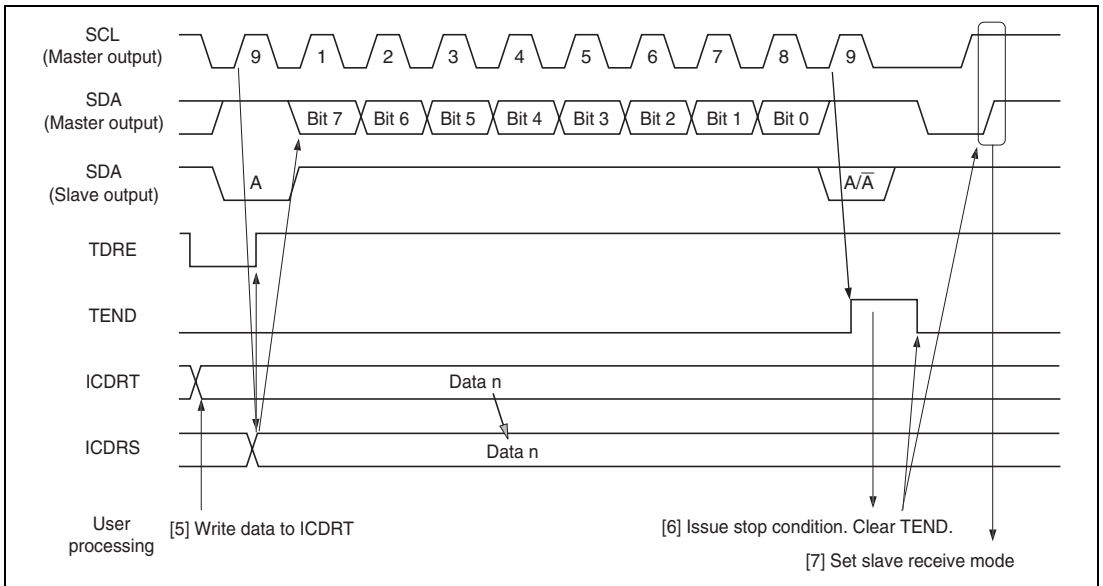 SCL
(Master output)
9 1 2 3 4 5 6 7 8 9
SDA
(Master output)
Bit 7 Bit 6 Bit 5 Bit 4 Bit 3 Bit 2 Bit 1 Bit 0
SDA
(Slave output)
A A/A̅
TDRE
TEND
ICDRT
Data n
ICDRS
Data n
User
processing
[5] Write data to ICDRT
[6] Issue stop condition. Clear TEND.
[7] Set slave receive mode